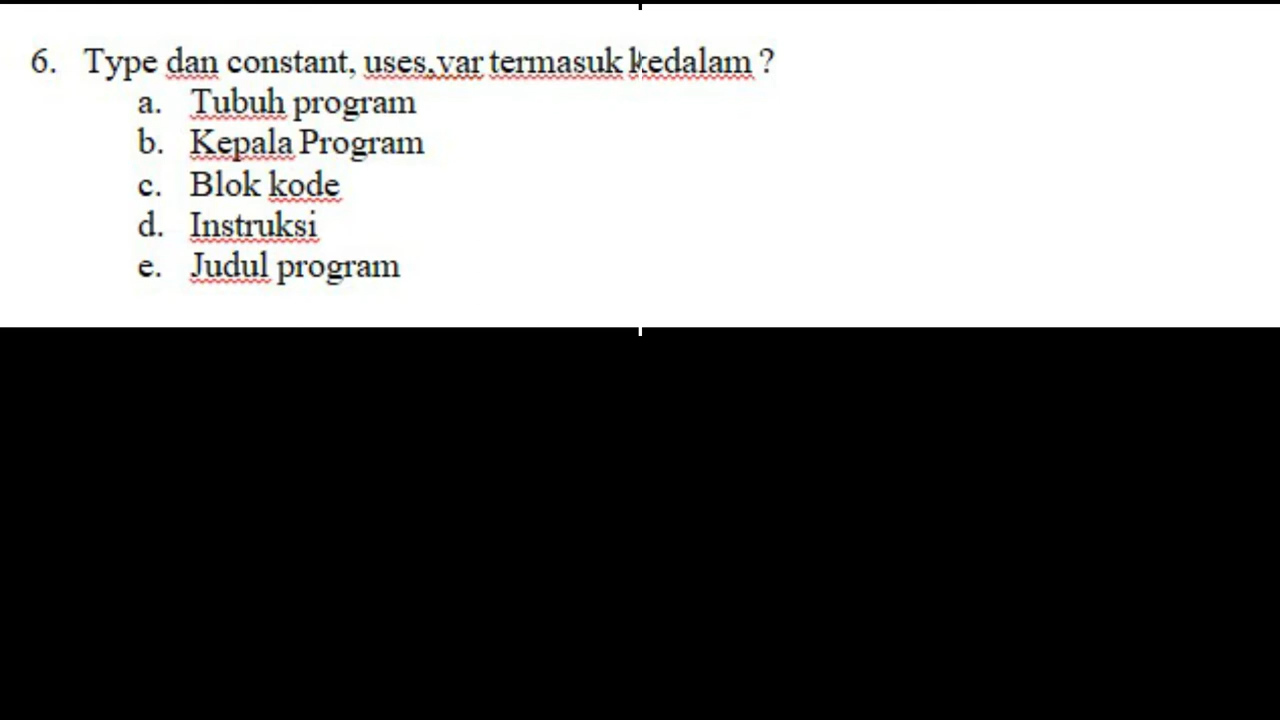 6. Type dan constant, uses,var termasuk kedalam ?
a. Tubuh program
b. Kepala Program
c. Blok kode
d. Instruksi
e. Judul program